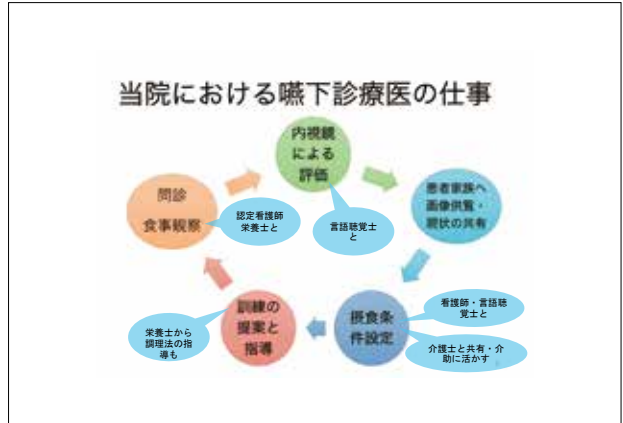 当院における嚥下診療医の仕事
内視鏡
による
評価
言語聴覚士
と
患者家族へ
画像供覧・
現状の共有
摂食条
件設定
看護師・言語聴
覚士と
介護士と共有・介
助に活かす
訓練の
提案と
指導
栄養士から
調理法の指
導も
問診
食事観察
認定看護師
栄養士と